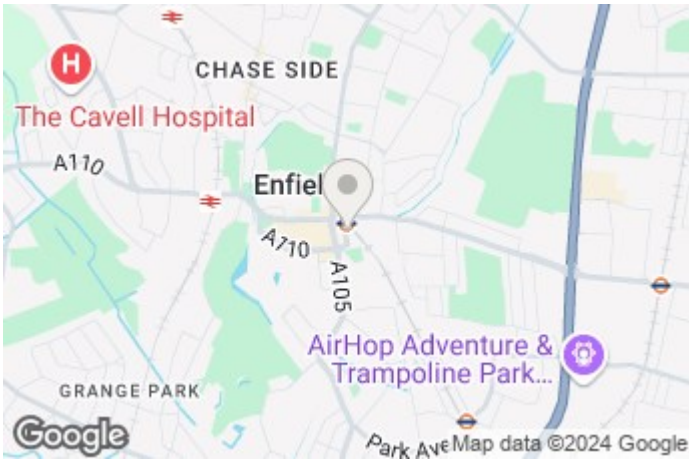 CHASE SIDE
H
The Cavell Hospital
A110
Enfiel
A110
A105
AirHop Adventure &
Trampoline Park...
GRANGE PARK
Park Ave
Google
Map data ©2024 Google